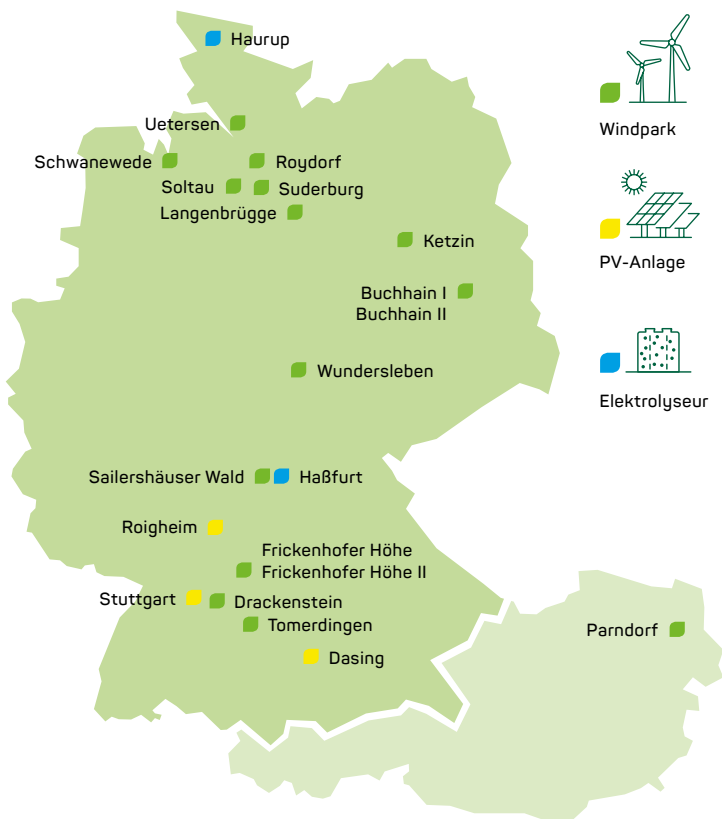 Haurup
Uetersen
Schwanewede
Roydorf
Soltau
Suderburg
Langenbrügge
Ketzin
Buchhain I
Buchhain II
Wundersleben
Sailershäuser Wald
Haßfurt
Roigheim
Frickenhofer Höhe
Frickenhofer Höhe II
Stuttgart
Drackenstein
Tomerdingen
Dasing
Parndorf
Windpark
PV-Anlage
Elektrolyseur